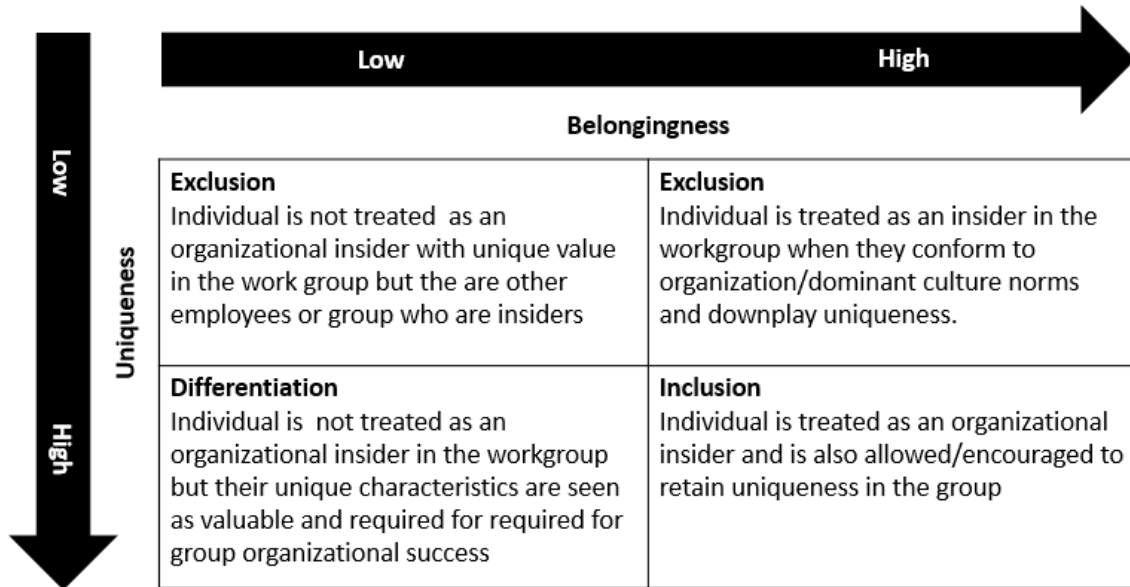 Low
High
Belongingness
Low
High
Uniqueness
Exclusion
Individual is not treated as an
organizational insider with unique value
in the work group but the are other
employees or group who are insiders
Exclusion
Individual is treated as an insider in the
workgroup when they conform to
organization/dominant culture norms
and downplay uniqueness.
Differentiation
Individual is not treated as an
organizational insider in the workgroup
but their unique characteristics are seen
as valuable and required for required for
group organizational success
Inclusion
Individual is treated as an organizational
insider and is also allowed/encouraged to
retain uniqueness in the group